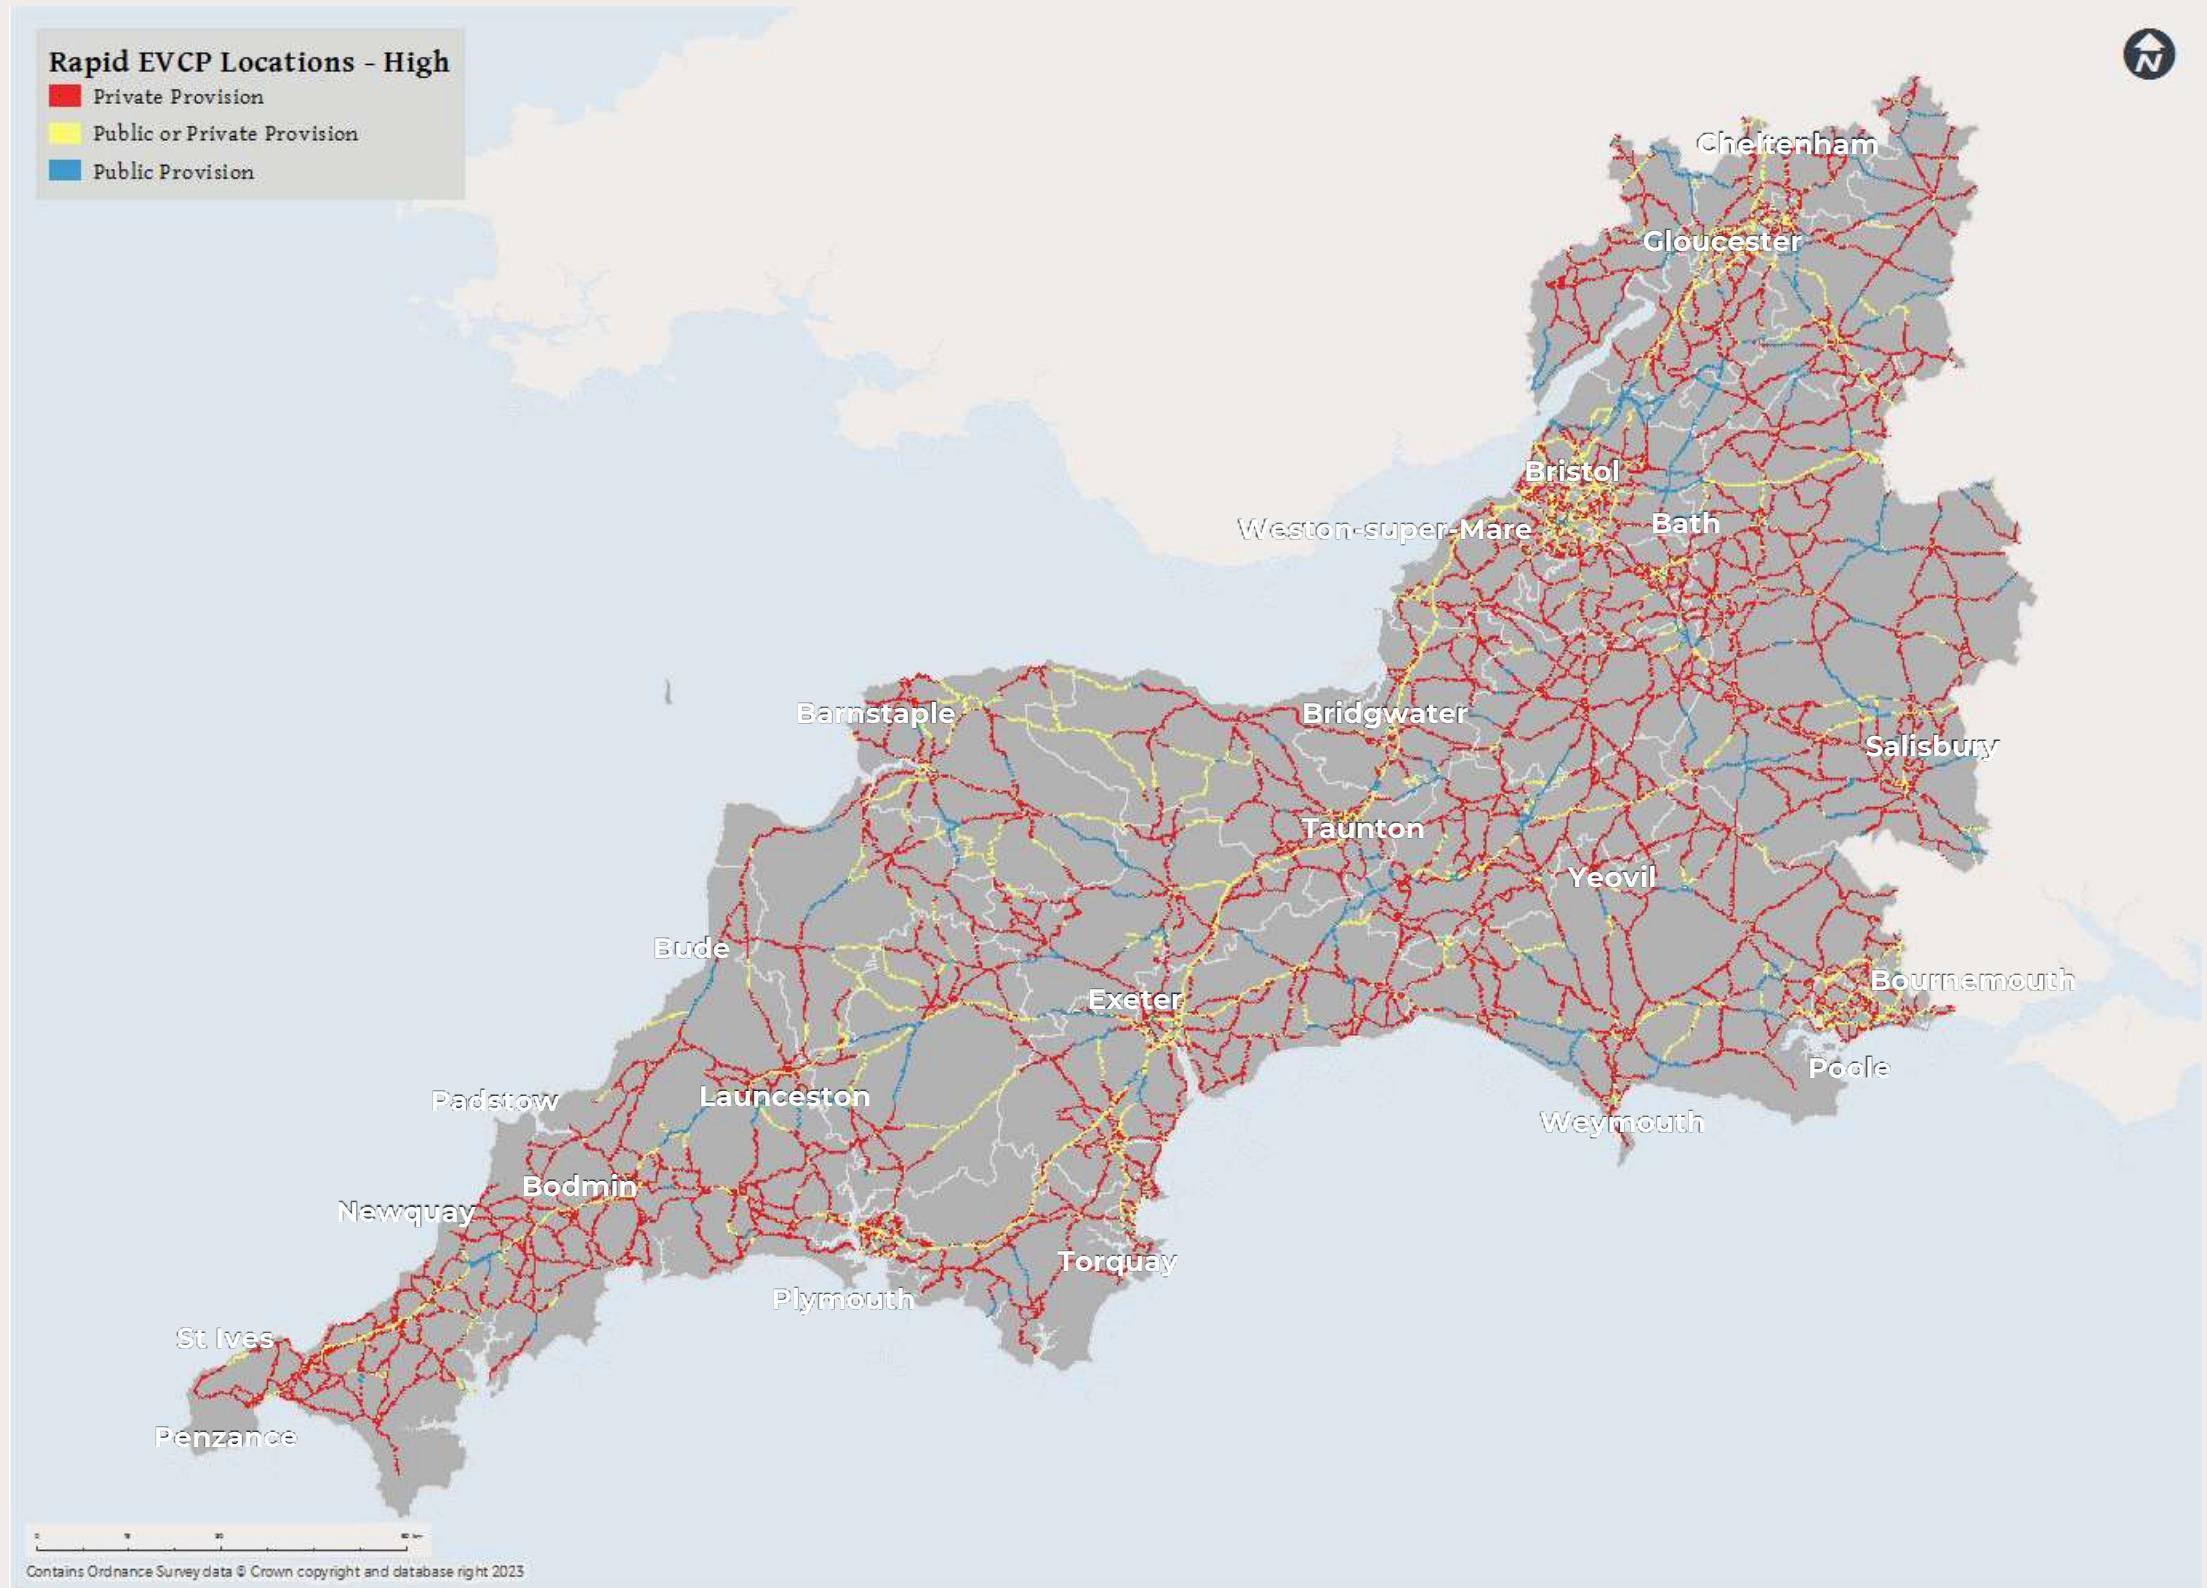 Rapid EVCP Locations - High
Private Provision
Public or Private Provision
Public Provision
N
Cheltenham
Gloucester
Bristol
Weston-super-Mare
Bath
Barnstaple
Bridgwater
Salisbury
Taunton
Yeovil
Bude
Exeter
Bournemouth
Poole
Launceston
Padstow
Weymouth
Bodmin
Newquay
Torquay
Plymouth
St Ives
Penzance
Contains Ordnance Survey data © Crown copyright and database right 2023